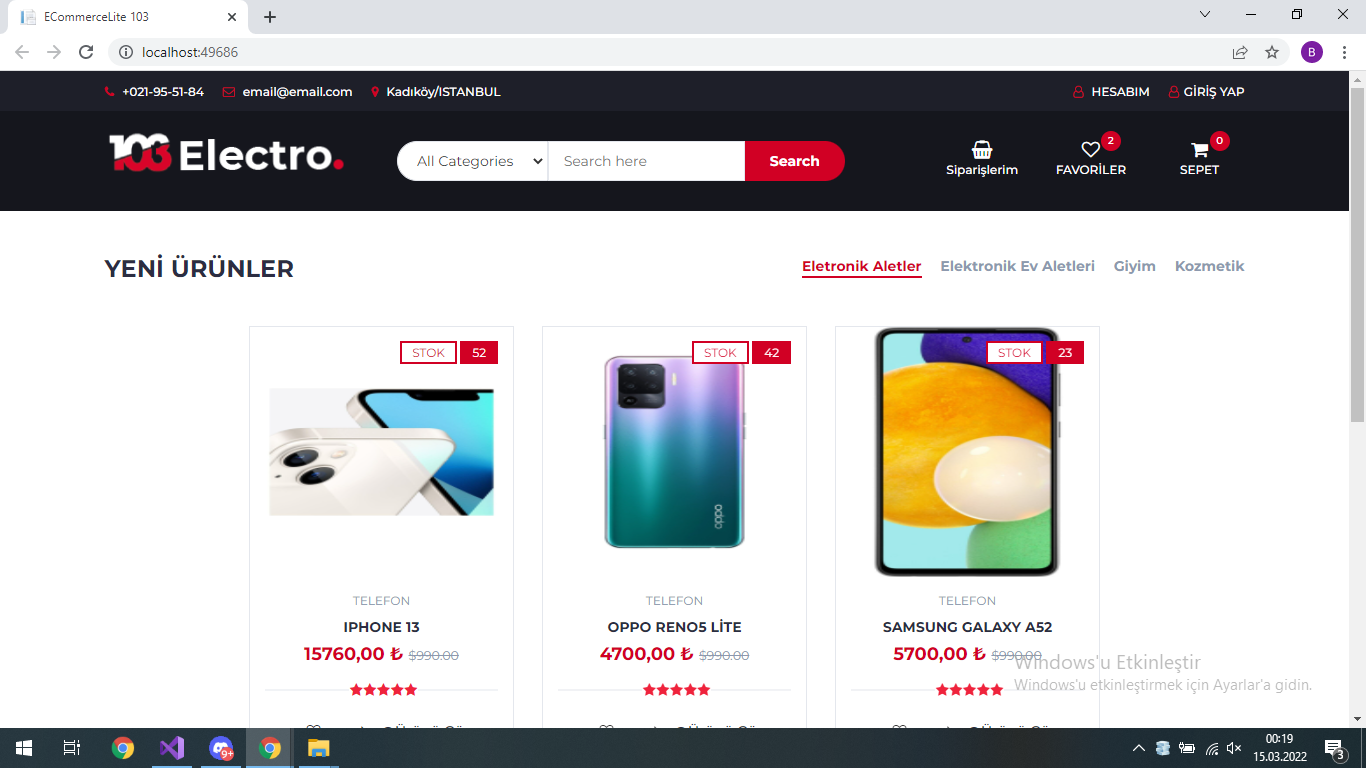 ECommerceLite 103
localhost:49686
B
+021-95-51-84 email@email.com Kadıköy/ISTANBUL HESABIM GİRİŞ YAP
103 Electro.
All Categories Search here Search
2 0
Siparişlerim FAVORİLER SEPET
YENİ ÜRÜNLER
Eletronik Aletler Elektronik Ev Aletleri Giyim Kozmetik
STOK 52 STOK 42 STOK 23
oppo
TELEFON TELEFON TELEFON
IPHONE 13 OPPO RENO5 LİTE SAMSUNG GALAXY A52
15760,00 ₺ $990.00 4700,00 ₺ $990.00 5700,00 ₺ $990.00
Windows'u Etkinleştir
Windows'u etkinleştirmek için Ayarlar'a gidin.
9+
00:19
15.03.2022
3